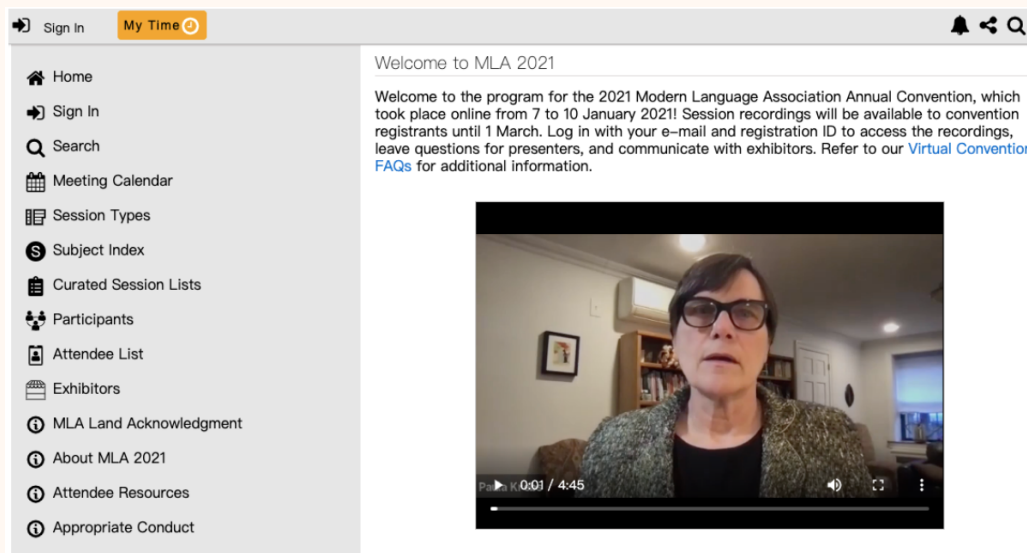 Sign In
My Time
Welcome to MLA 2021
Home
Sign In
Search
Meeting Calendar
Session Types
Subject Index
Curated Session Lists
Participants
Attendee List
Exhibitors
MLA Land Acknowledgment
About MLA 2021
Attendee Resources
Appropriate Conduct
Welcome to the program for the 2021 Modern Language Association Annual Convention, which
took place online from 7 to 10 January 2021! Session recordings will be available to convention
registrants until 1 March. Log in with your e-mail and registration ID to access the recordings,
leave questions for presenters, and communicate with exhibitors. Refer to our Virtual Convention
FAQs for additional information.
0:01 / 4:45